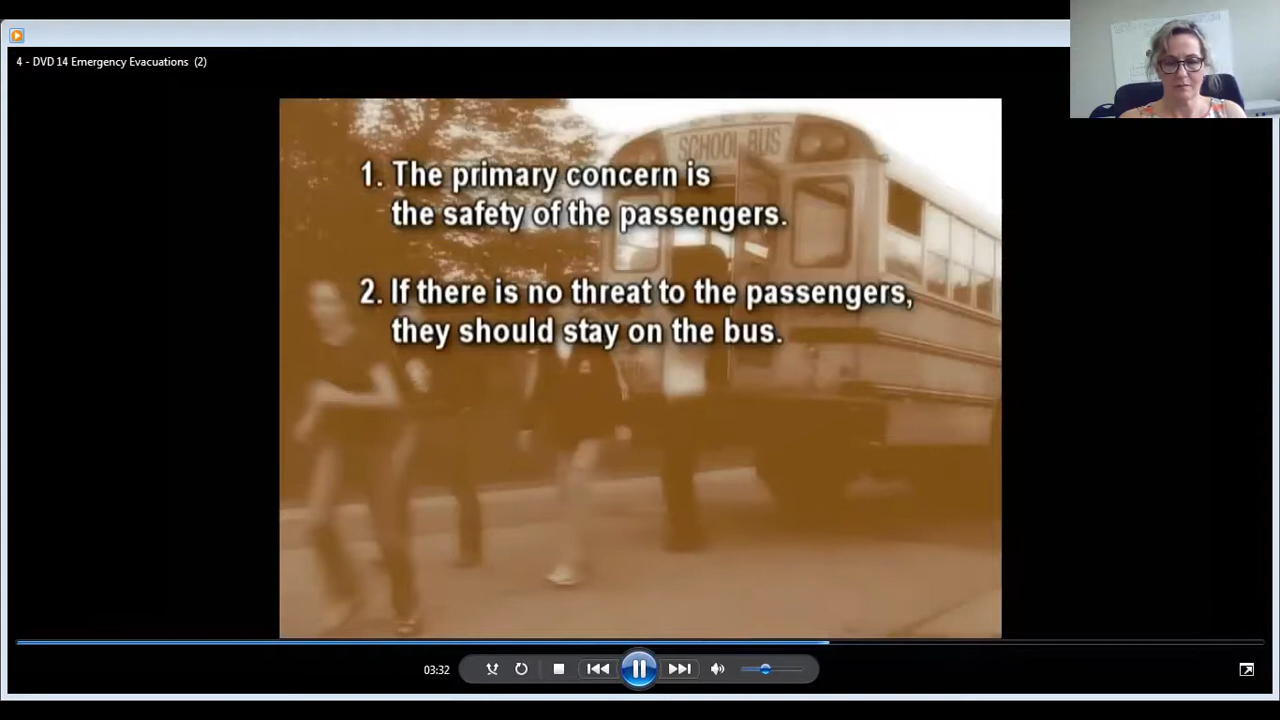 4 - DVD 14 Emergency Evacuations (2)
SCHOOL BUS
1. The primary concern is
the safety of the passengers.
2. If there is no threat to the passengers,
they should stay on the bus.
03:32